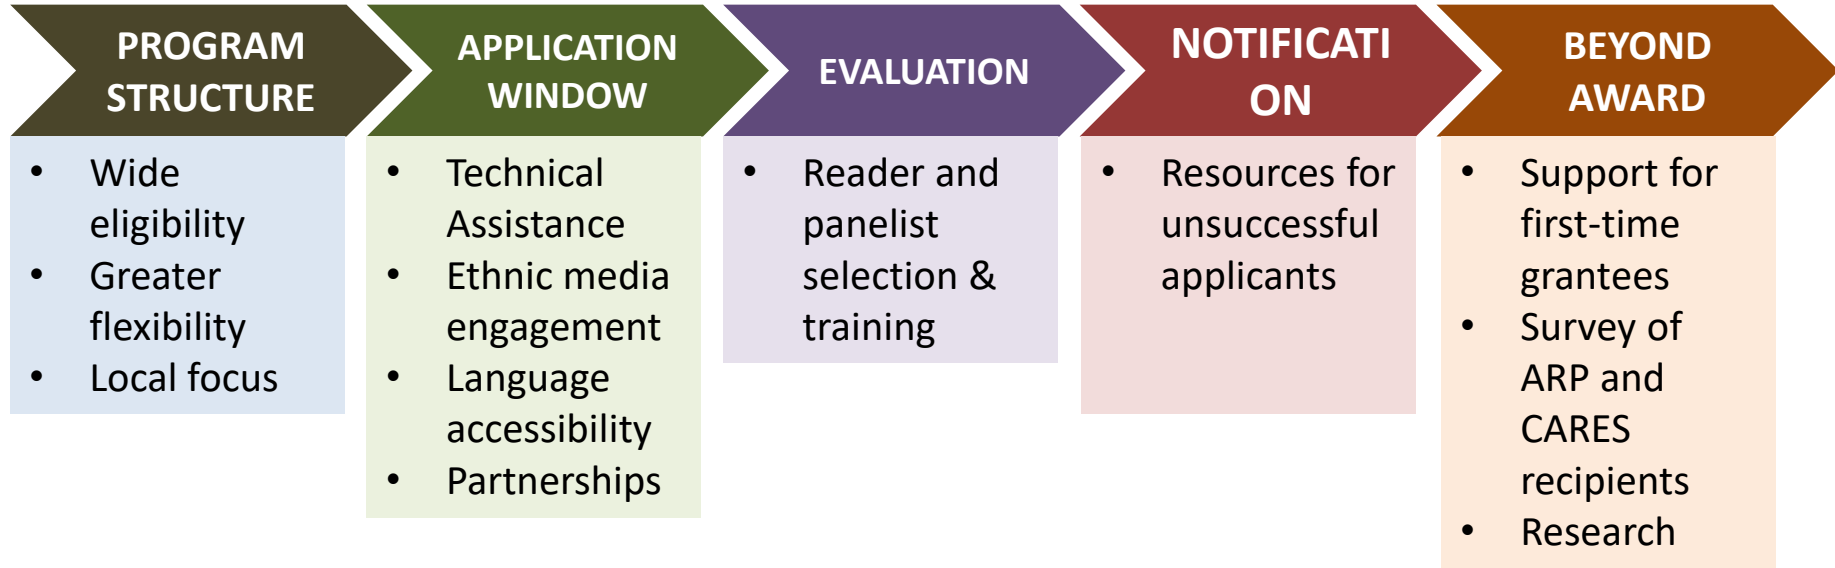 PROGRAM
STRUCTURE
• Wide
eligibility
• Greater
flexibility
• Local focus
APPLICATION
WINDOW
• Technical
Assistance
• Ethnic media
engagement
• Language
accessibility
• Partnerships
EVALUATION
• Reader and
panelist
selection &
training
NOTIFICATI
ON
• Resources for
unsuccessful
applicants
BEYOND
AWARD
• Support for
first-time
grantees
• Survey of
ARP and
CARES
recipients
• Research